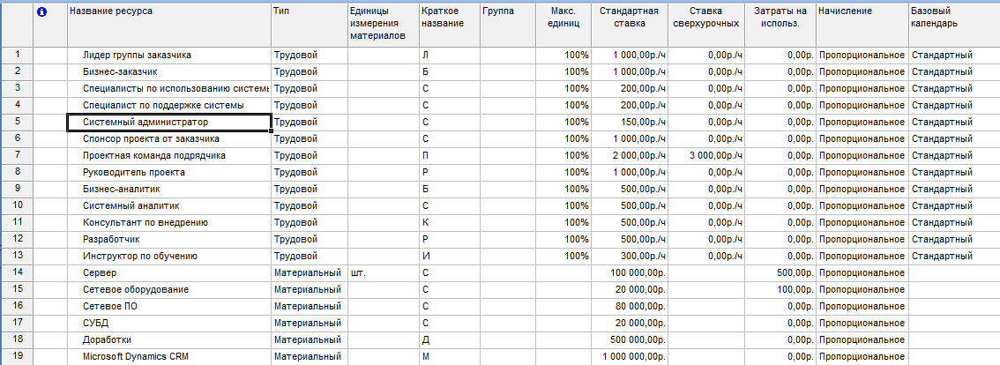 Название ресурса Тип Единицы измерения материалов Краткое название Группа Макс. единиц Стандартная ставка Ставка сверхурочных Затраты на использ. Начисление Базовый календарь
1 Лидер группы заказчика Трудовой Л 100% 1 000,00р./ч 0,00р./ч 0,00р. Пропорциональное Стандартный
2 Бизнес-заказчик Трудовой Б 100% 1 000,00р./ч 0,00р./ч 0,00р. Пропорциональное Стандартный
3 Специалисты по использованию системы Трудовой С 100% 200,00р./ч 0,00р./ч 0,00р. Пропорциональное Стандартный
4 Специалист по поддержке системы Трудовой С 100% 200,00р./ч 0,00р./ч 0,00р. Пропорциональное Стандартный
5 Системный администратор Трудовой С 100% 150,00р./ч 0,00р./ч 0,00р. Пропорциональное Стандартный
6 Спонсор проекта от заказчика Трудовой С 100% 1 000,00р./ч 0,00р./ч 0,00р. Пропорциональное Стандартный
7 Проектная команда подрядчика Трудовой П 100% 2 000,00р./ч 3 000,00р./ч 0,00р. Пропорциональное Стандартный
8 Руководитель проекта Трудовой Р 100% 1 000,00р./ч 0,00р./ч 0,00р. Пропорциональное Стандартный
9 Бизнес-аналитик Трудовой Б 100% 500,00р./ч 0,00р./ч 0,00р. Пропорциональное Стандартный
10 Системный аналитик Трудовой С 100% 500,00р./ч 0,00р./ч 0,00р. Пропорциональное Стандартный
11 Консультант по внедрению Трудовой К 100% 500,00р./ч 0,00р./ч 0,00р. Пропорциональное Стандартный
12 Разработчик Трудовой Р 100% 500,00р./ч 0,00р./ч 0,00р. Пропорциональное Стандартный
13 Инструктор по обучению Трудовой И 100% 300,00р./ч 0,00р./ч 0,00р. Пропорциональное Стандартный
14 Сервер Материальный шт. С 100 000,00р. 500,00р. Пропорциональное
15 Сетевое оборудование Материальный С 20 000,00р. 100,00р. Пропорциональное
16 Сетевое ПО Материальный С 80 000,00р. 0,00р. Пропорциональное
17 СУБД Материальный С 20 000,00р. 0,00р. Пропорциональное
18 Доработки Материальный Д 500 000,00р. 0,00р. Пропорциональное
19 Microsoft Dynamics CRM Материальный M 1 000 000,00р. 0,00р. Пропорциональное